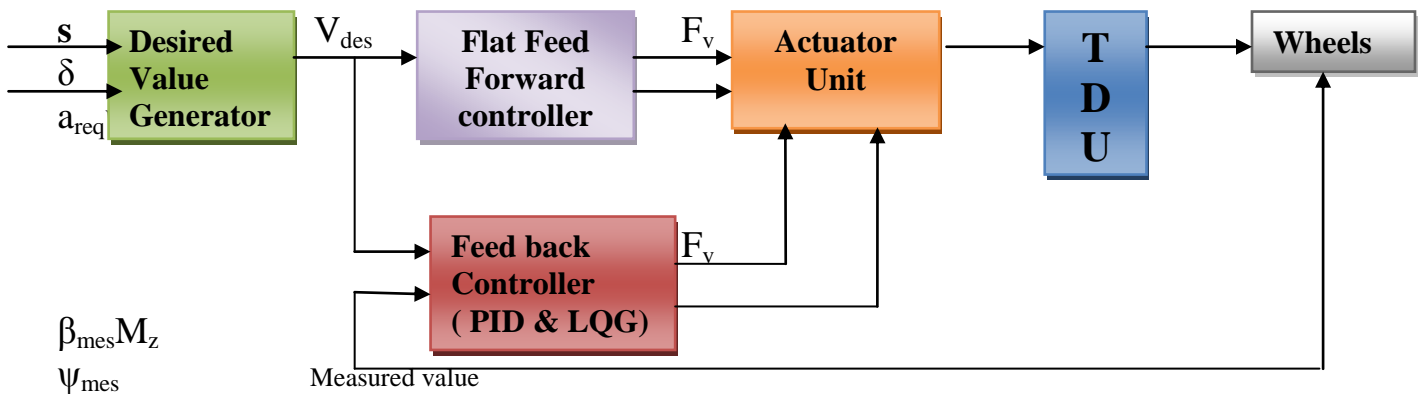 s
δ
a_req
Desired
Value
Generator
V_des
Flat Feed
Forward
controller
F_v
Actuator
Unit
T
D
U
Wheels
Feed back
Controller
( PID & LQG)
F_v
β_mes M_z
ψ_mes
Measured value